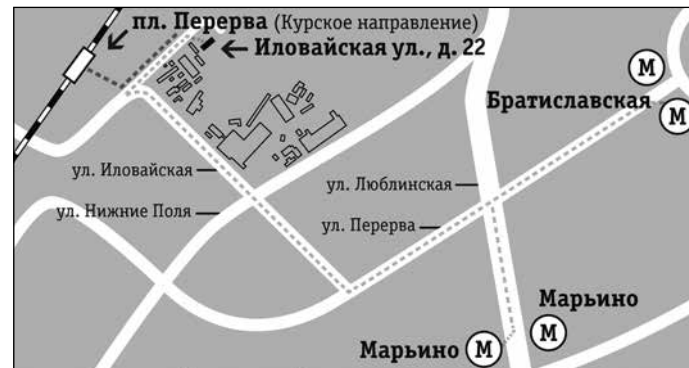 пл. Перерва (Курское направление)
Иловайская ул., д. 22
М
Братиславская
М
ул. Иловайская
ул. Люблинская
ул. Нижние Поля
ул. Перерва
Марьино
М
Марьино М